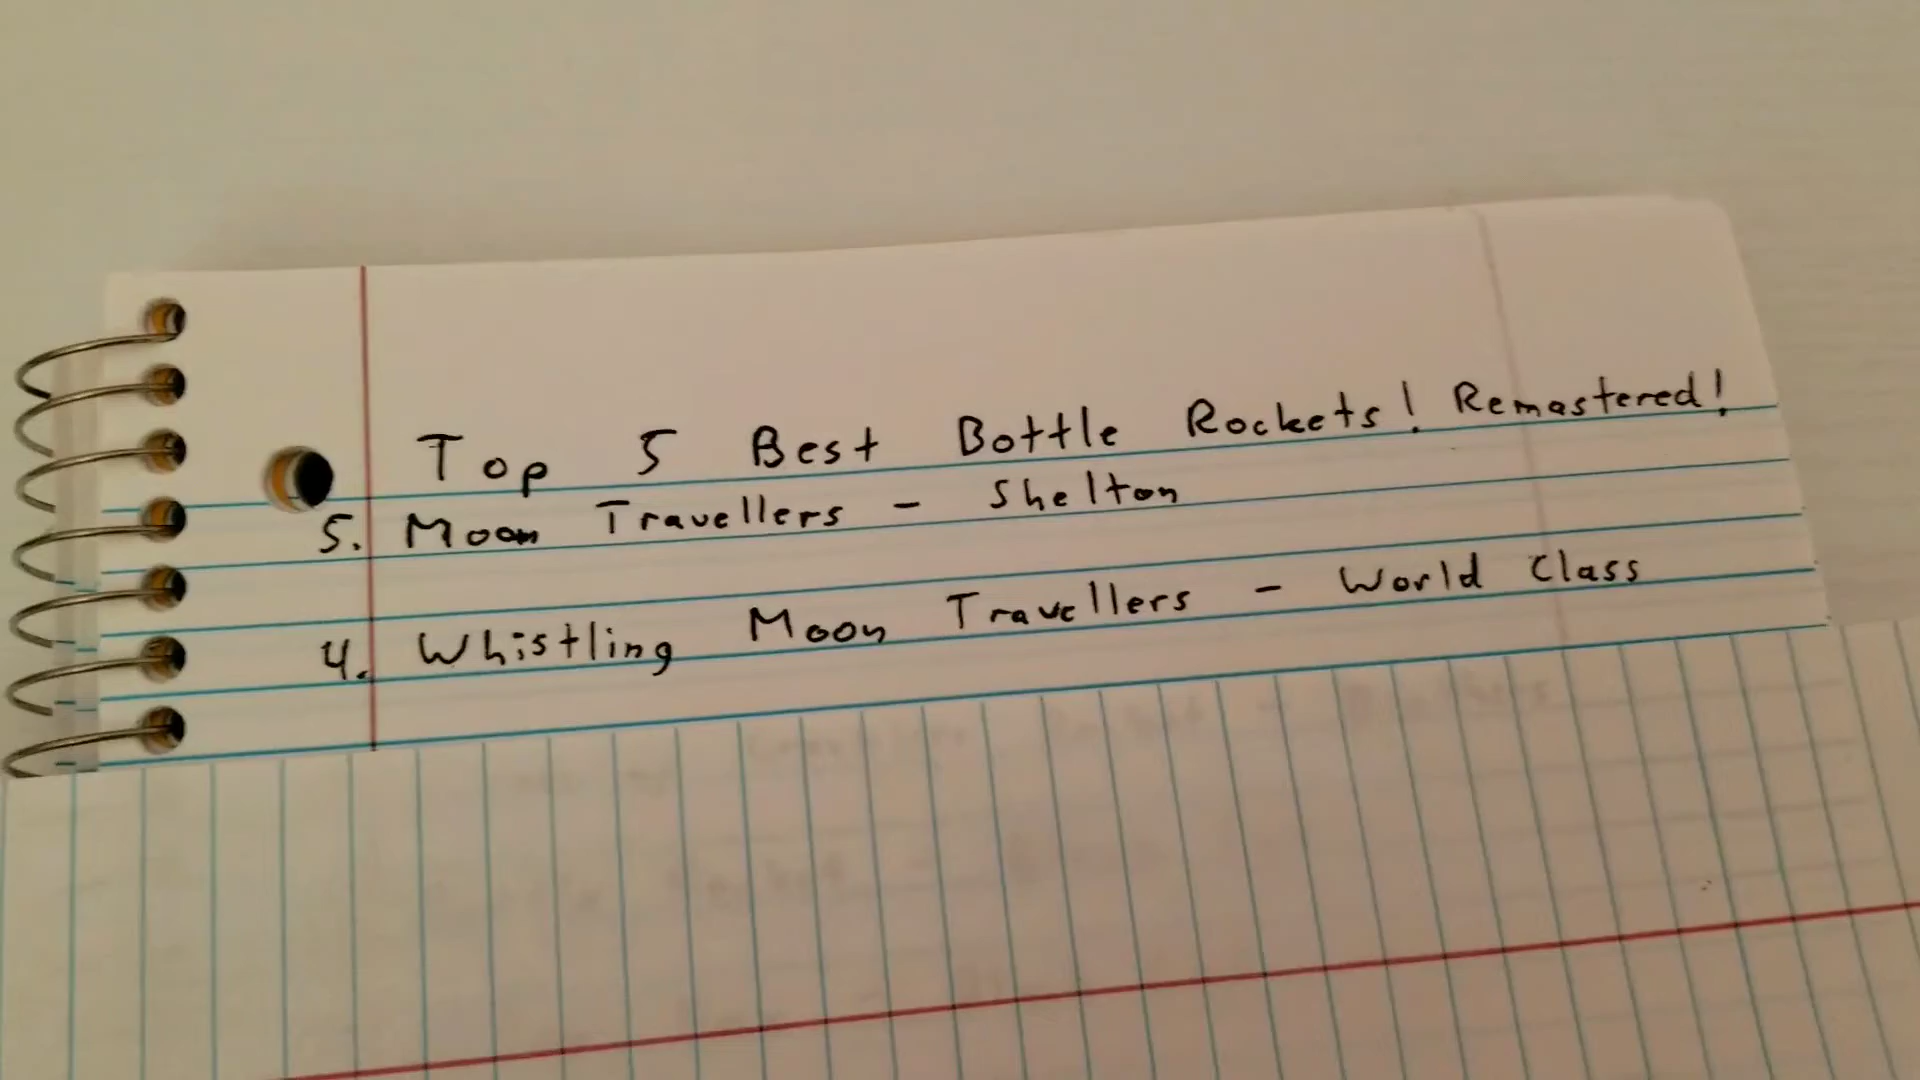 Top 5 Best Bottle Rockets! Remastered!
5. Moon Travellers - Shelton
4. Whistling Moon Travellers - World Class